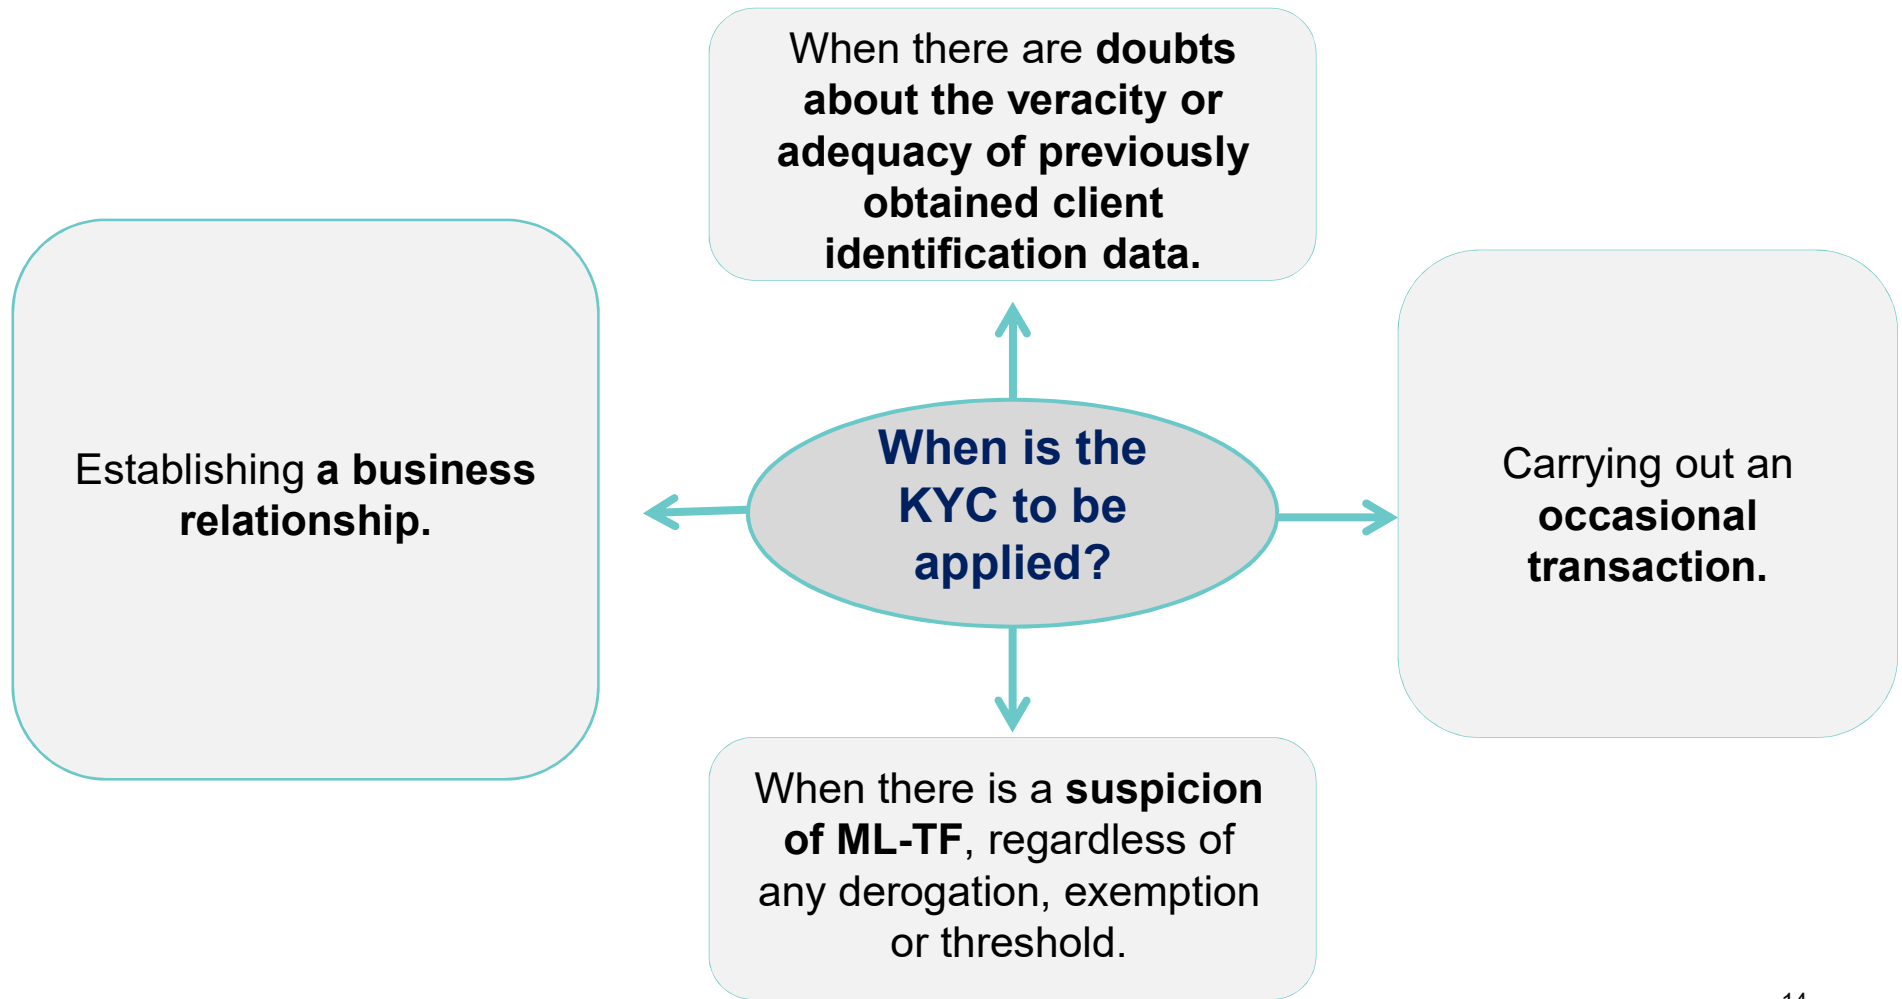 When there are doubts
about the veracity or
adequacy of previously
obtained client
identification data.
Establishing a business
relationship.
When is the
KYC to be
applied?
Carrying out an
occasional
transaction.
When there is a suspicion
of ML-TF, regardless of
any derogation, exemption
or threshold.
14